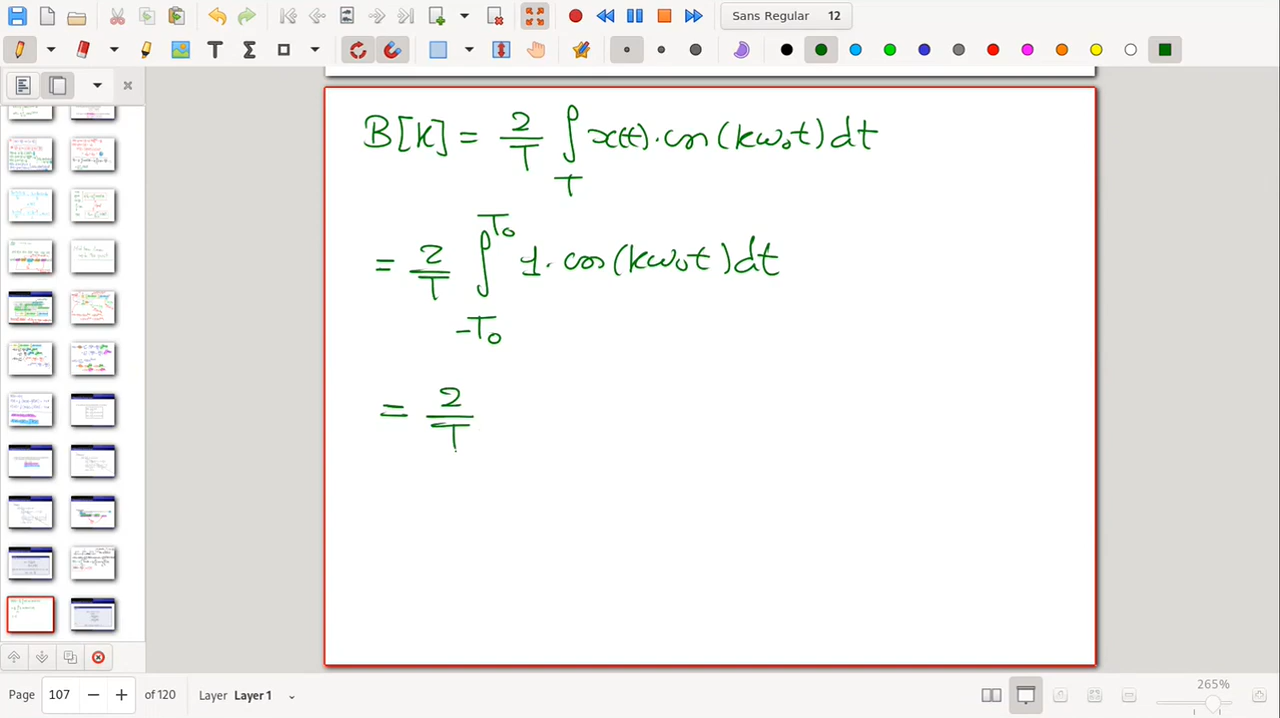 Sans Regular 12
B[K] = 2/T ∫_T x(t).cos(kω₀t)dt
= 2/T ∫_{-T₀}^{T₀} 1. cos(kω₀t)dt
= 2/T
Page 107 of 120 Layer Layer 1 265%